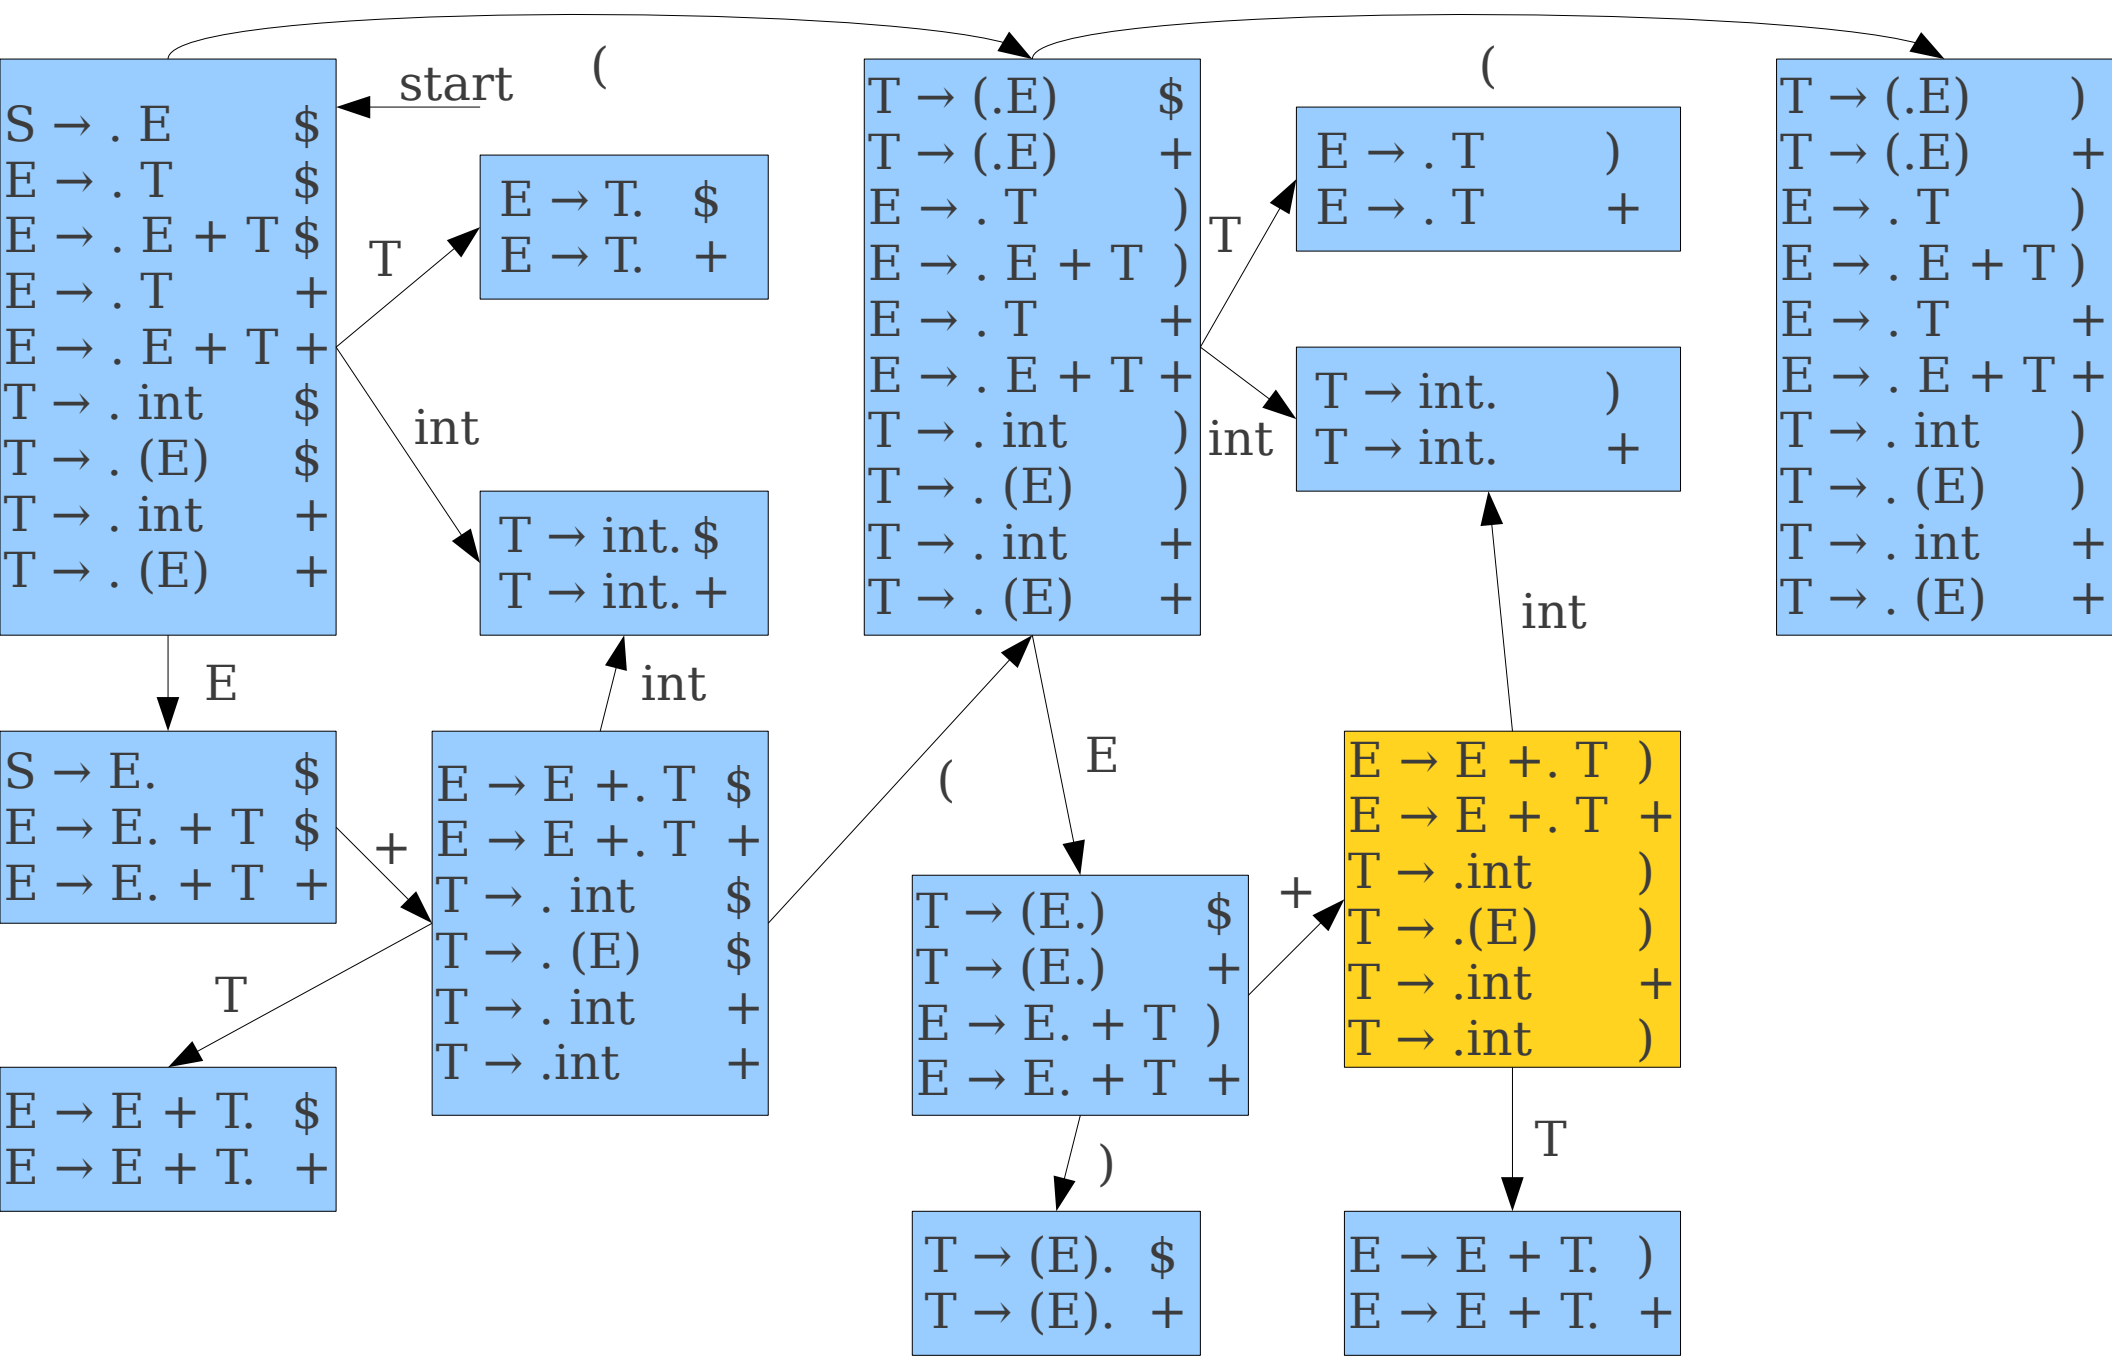 (
(
start
S → . E $
E → . T $
E → . E + T $
E → . T +
E → . E + T +
T → . int $
T → . (E) $
T → . int +
T → . (E) +
T
int
E → T. $
E → T. +
T → int. $
T → int. +
T → (.E) $
T → (.E) +
E → . T )
E → . E + T )
E → . T +
E → . E + T +
T → . int )
T → . (E) )
T → . int +
T → . (E) +
T
int
E → . T )
E → . T +
T → int. )
T → int. +
T → (.E) )
T → (.E) +
E → . T )
E → . E + T )
E → . T +
E → . E + T +
T → . int )
T → . (E) )
T → . int +
T → . (E) +
E
int
(
E
int
S → E. $
E → E. + T $
E → E. + T +
+
E → E +. T $
E → E +. T +
T → . int $
T → . (E) $
T → . int +
T → .int +
T
E → E + T. $
E → E + T. +
T → (E.) $
T → (E.) +
E → E. + T )
E → E. + T +
+
E → E +. T )
E → E +. T +
T → .int )
T → .(E) )
T → .int +
T → .int )
)
T
T → (E). $
T → (E). +
E → E + T. )
E → E + T. +